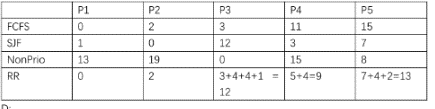 P1 P2 P3 P4 P5
FCFS 0 2 3 11 15
SJF 1 0 12 3 7
NonPrio 13 19 0 15 8
RR 0 2 3+4+4+1 = 5+4=9 7+4+2=13
12
D: